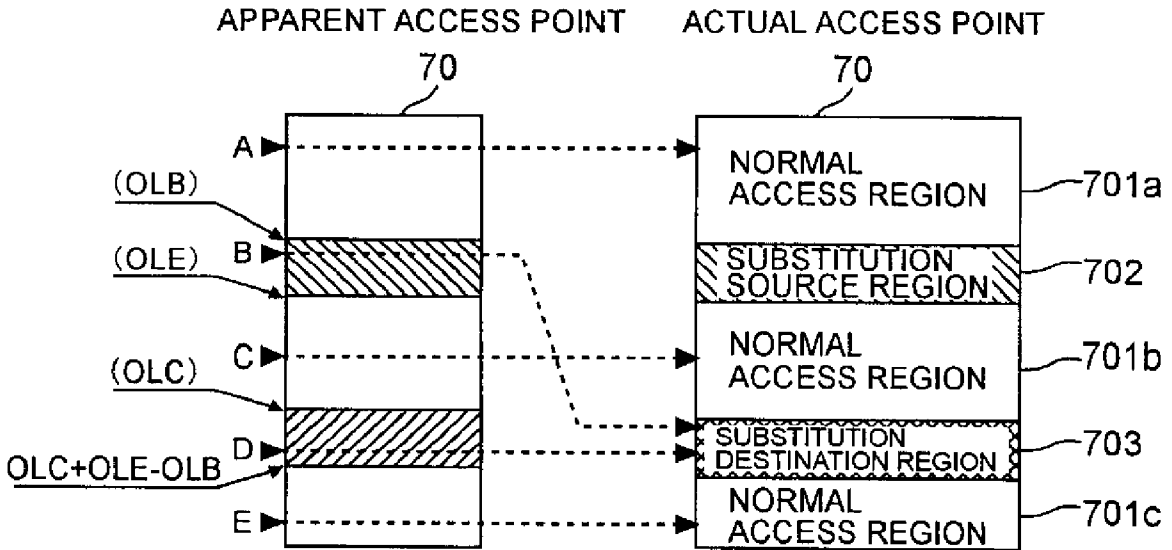 APPARENT ACCESS POINT
ACTUAL ACCESS POINT
70
70
A
NORMAL
ACCESS REGION
701a
(OLB)
B
(OLE)
SUBSTITUTION
SOURCE REGION
702
C
NORMAL
ACCESS REGION
701b
(OLC)
D
OLC+OLE-OLB
SUBSTITUTION
DESTINATION REGION
703
E
NORMAL
ACCESS REGION
701c